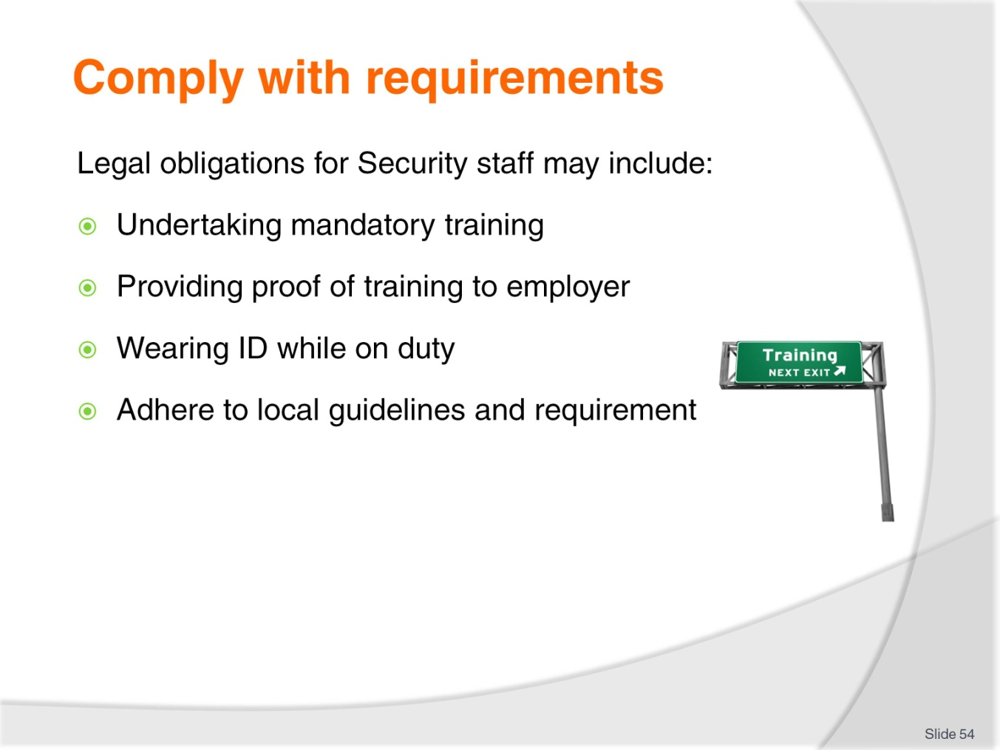 Comply with requirements
Legal obligations for Security staff may include:
Undertaking mandatory training
Providing proof of training to employer
Wearing ID while on duty
Adhere to local guidelines and requirement
Training
NEXT EXIT
Slide 54